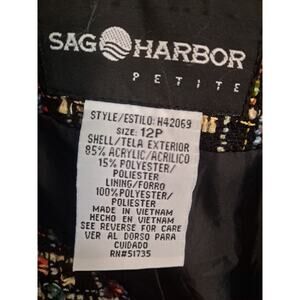 SAG HARBOR
PETITE
STYLE/ESTILO: H42069
SIZE: 12P
SHELL/TELA EXTERIOR
85% ACRYLIC/ACRILICO
15% POLYESTER/
POLIESTER
LINING/FORRO
100% POLYESTER/
POLIESTER
MADE IN VIETNAM
HECHO EN VIETNAM
SEE REVERSE FOR CARE
VER AL DORSO PARA
CUIDADO
RN#51735